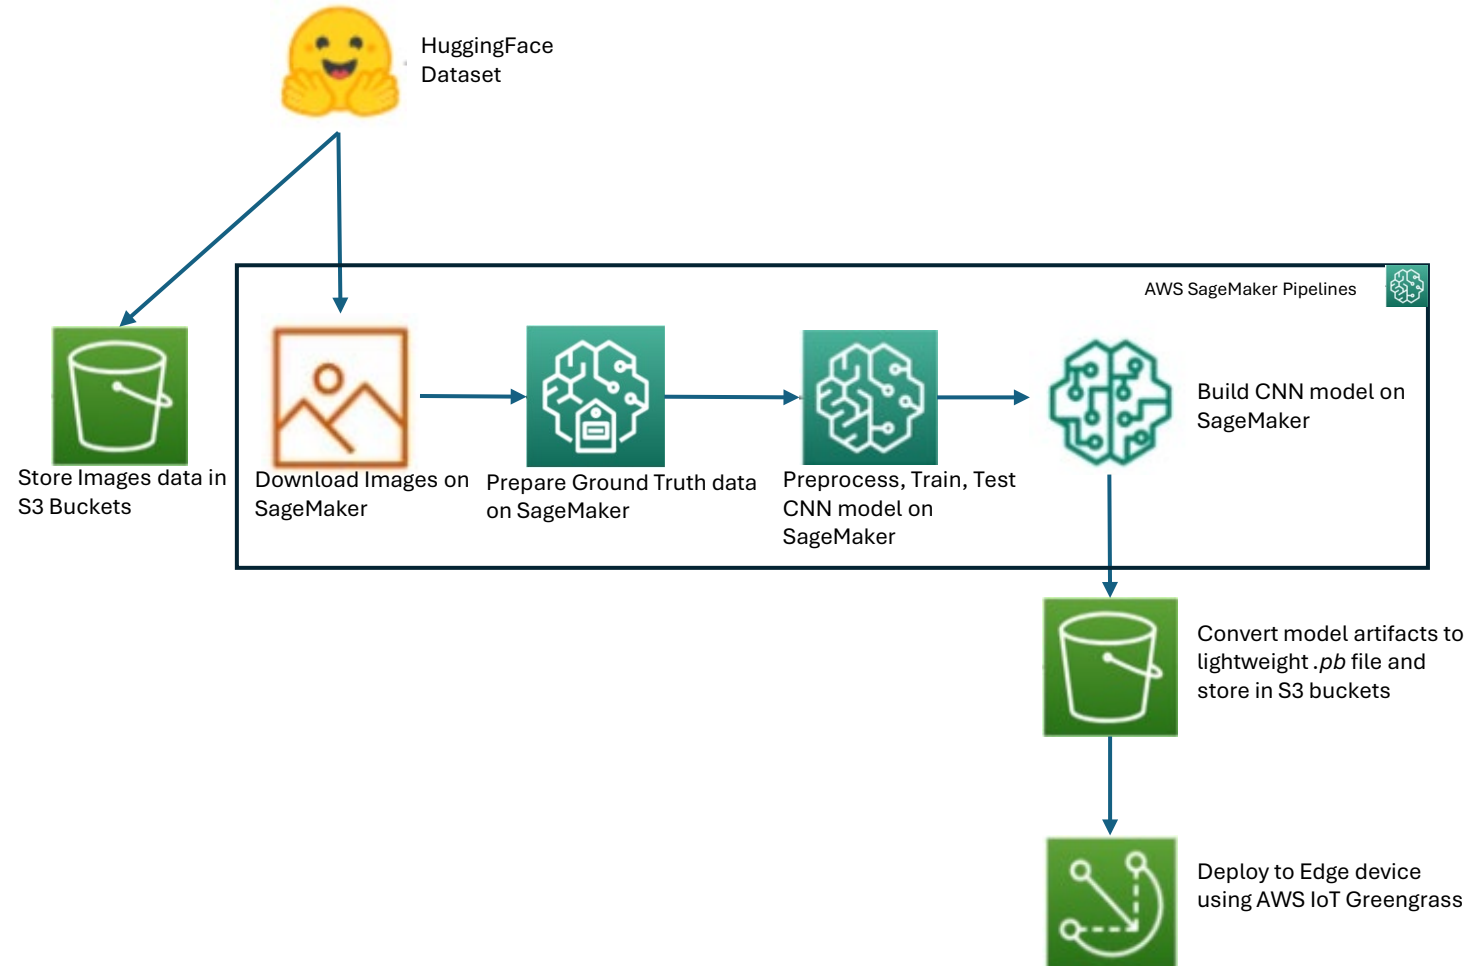 HuggingFace
Dataset
AWS SageMaker Pipelines
Store Images data in
S3 Buckets
Download Images on
SageMaker
Prepare Ground Truth data
on SageMaker
Preprocess, Train, Test
CNN model on
SageMaker
Build CNN model on
SageMaker
Convert model artifacts to
lightweight .pb file and
store in S3 buckets
Deploy to Edge device
using AWS IoT Greengrass